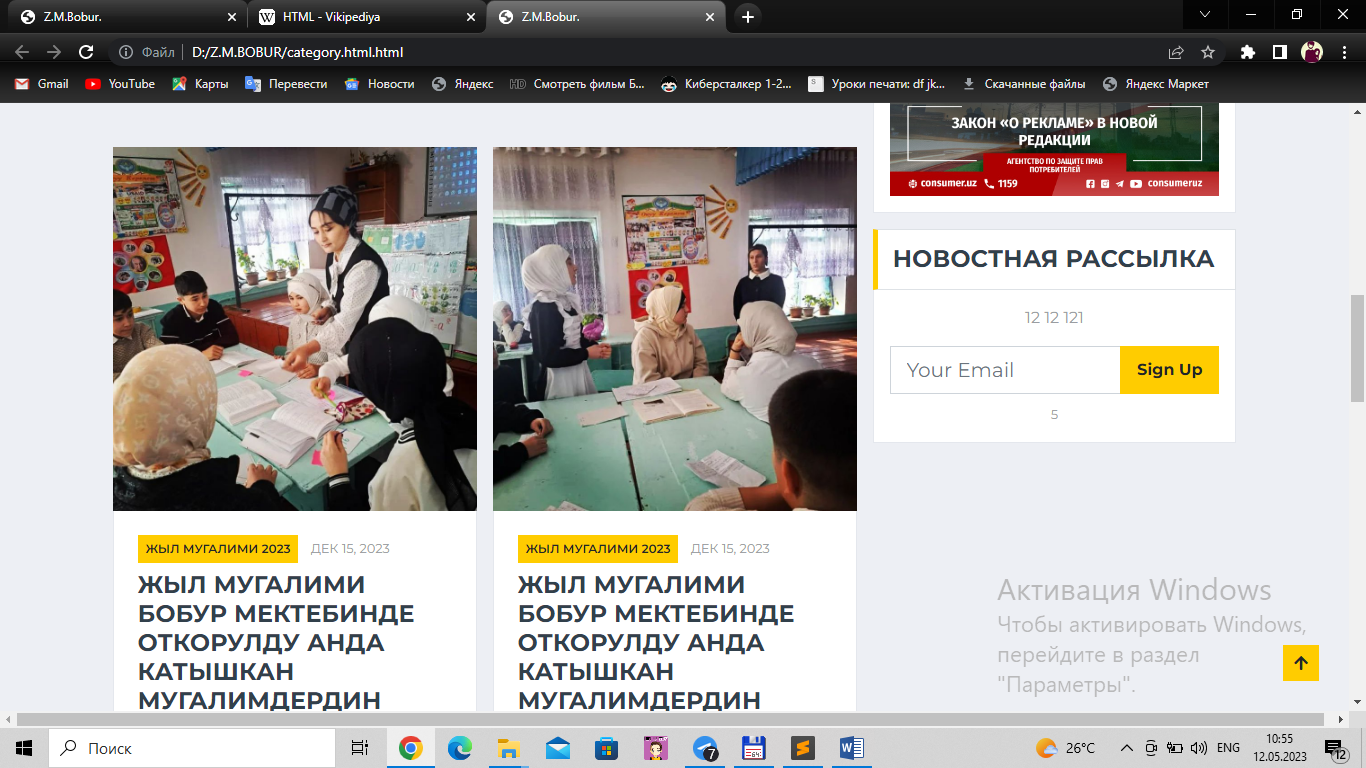 Z.M.Bobur.
HTML - Vikipediya
Z.M.Bobur.
Файл
D:/Z.M.BOBUR/category.html.html
Gmail
YouTube
Карты
Перевести
Новости
Яндекс
HD Смотреть фильм Б...
Киберсталкер 1-2...
Уроки печати: df jk...
Скачанные файлы
Яндекс Маркет
ЗАКОН «О РЕКЛАМЕ» В НОВОЙ
РЕДАКЦИИ
АГЕНТСТВО ПО ЗАЩИТЕ ПРАВ
ПОТРЕБИТЕЛЕЙ
consumer.uz 1159 consumeruz
НОВОСТНАЯ РАССЫЛКА
12 12 121
Your Email
Sign Up
5
ЖЫЛ МУГАЛИМИ 2023 ДЕК 15, 2023
ЖЫЛ МУГАЛИМИ
БОБУР МЕКТЕБИНДЕ
ОТКОРУЛДУ АНДА
КАТЫШКАН
МУГАЛИМДЕРДИН
ЖЫЛ МУГАЛИМИ 2023 ДЕК 15, 2023
ЖЫЛ МУГАЛИМИ
БОБУР МЕКТЕБИНДЕ
ОТКОРУЛДУ АНДА
КАТЫШКАН
МУГАЛИМДЕРДИН
Активация Windows
Чтобы активировать Windows,
перейдите в раздел
"Параметры".
Поиск
7
64
26°C
ENG
10:55
12.05.2023
12